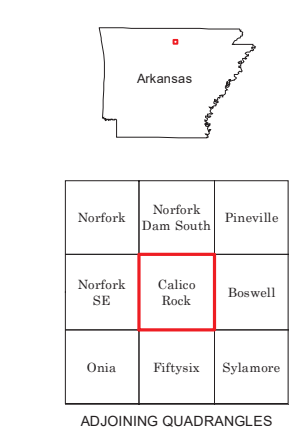 Arkansas
Norfork
Norfork
Dam South
Pineville
Norfork
SE
Calico
Rock
Boswell
Onia
Fiftysix
Sylamore
ADJOINING QUADRANGLES